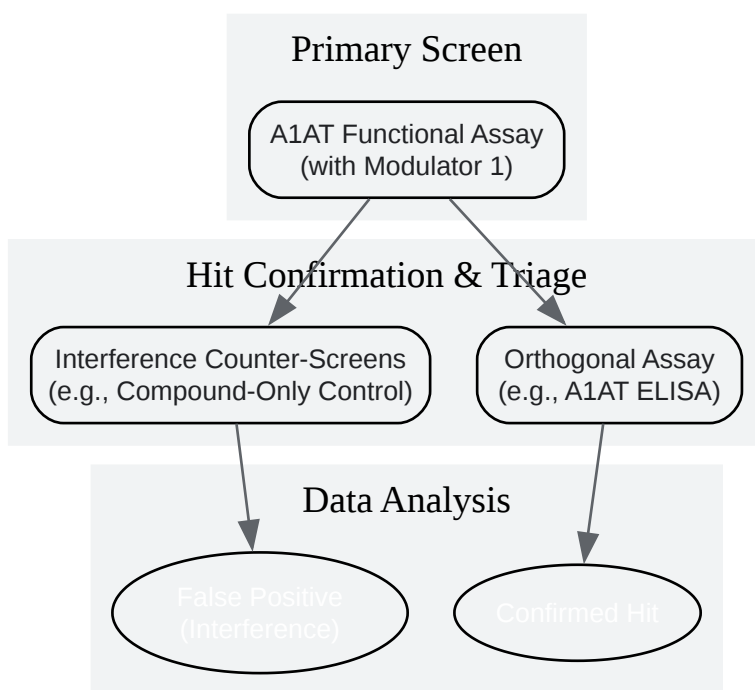 Primary Screen
A1AT Functional Assay
(with Modulator 1)
Hit Confirmation & Triage
Interference Counter-Screens
(e.g., Compound-Only Control)
Orthogonal Assay
(e.g., A1AT ELISA)
Data Analysis
False Positive
(Interference)
Confirmed Hit